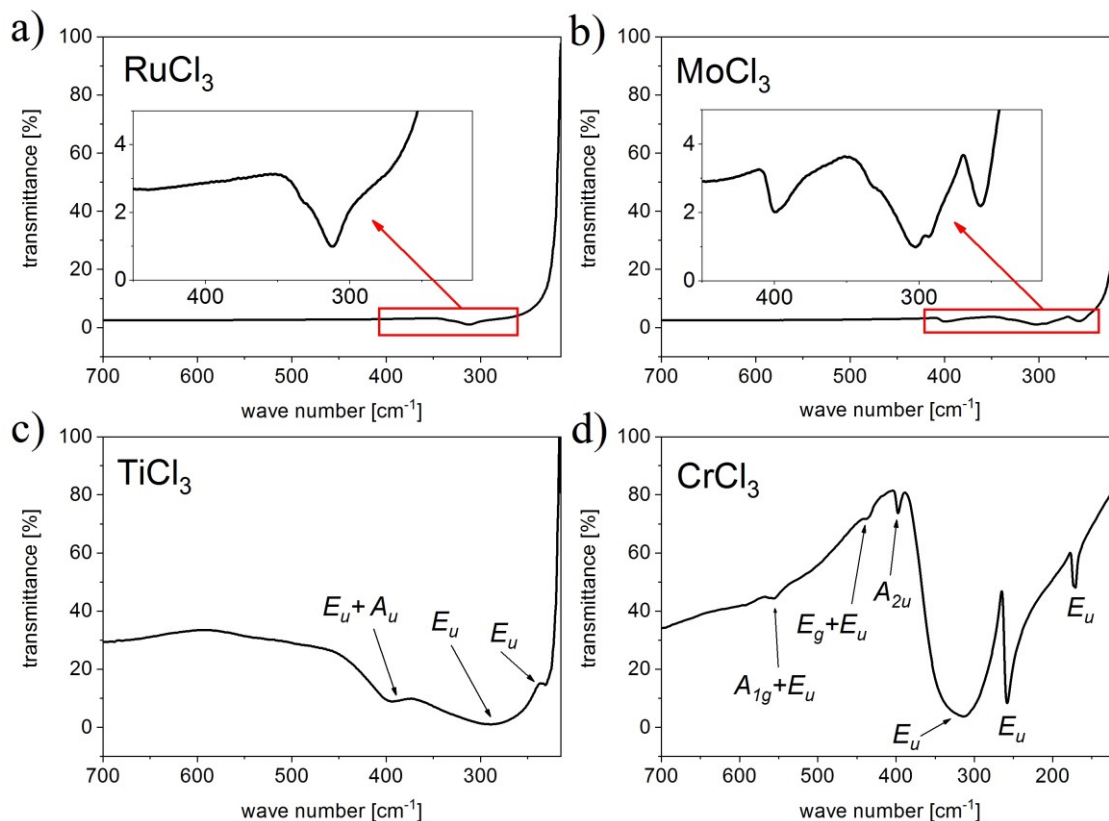 a)
RuCl₃
transmittance [%]
100
80
60
40
20
0
4
2
0
400 300
700 600 500 400 300
wave number [cm⁻¹]
b)
MoCl₃
transmittance [%]
100
80
60
40
20
0
4
2
0
400 300
700 600 500 400 300
wave number [cm⁻¹]
c)
TiCl₃
transmittance [%]
100
80
60
40
20
0
Eᵤ+ Aᵤ
Eᵤ
Eᵤ
700 600 500 400 300
wave number [cm⁻¹]
d)
CrCl₃
transmittance [%]
100
80
60
40
20
0
A₁g+Eᵤ
Eg+Eᵤ
A₂ᵤ
Eᵤ
Eᵤ
Eᵤ
700 600 500 400 300 200
wave number [cm⁻¹]